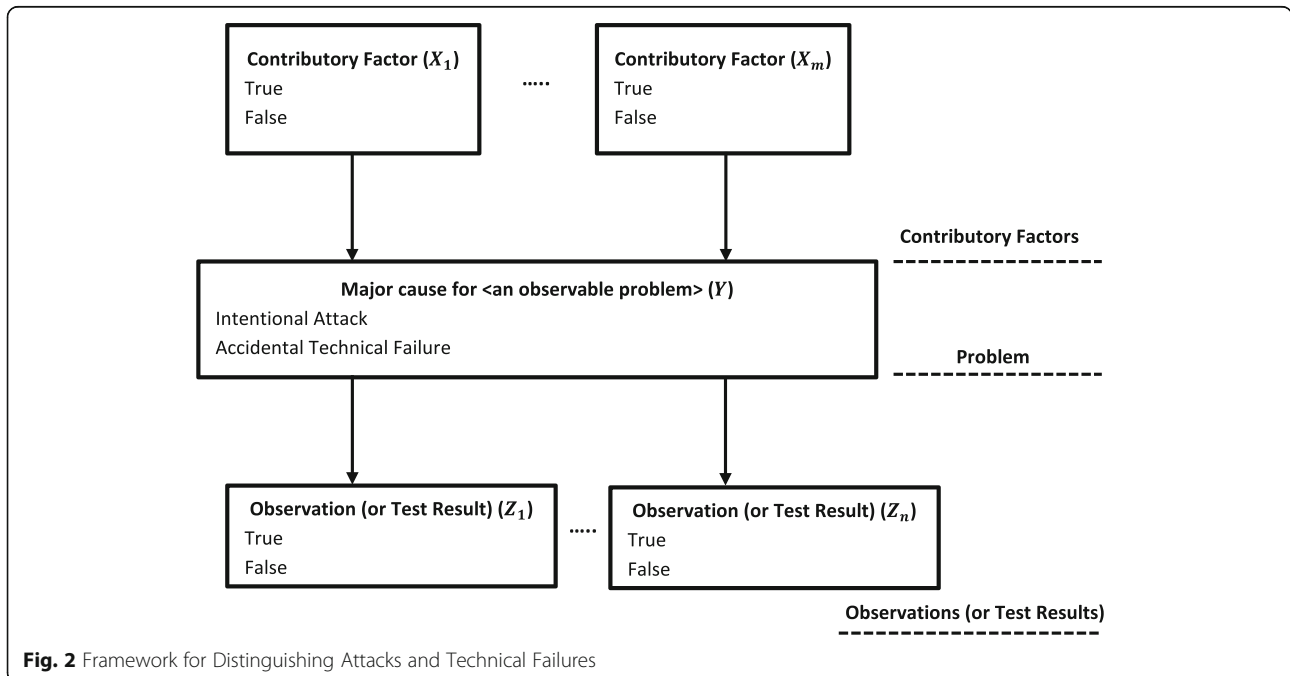 Contributory Factor (X₁)
True
False
.....
Contributory Factor (Xₘ)
True
False
Contributory Factors
Major cause for <an observable problem> (Y)
Intentional Attack
Accidental Technical Failure
Problem
Observation (or Test Result) (Z₁)
True
False
.....
Observation (or Test Result) (Zₙ)
True
False
Observations (or Test Results)
Fig. 2 Framework for Distinguishing Attacks and Technical Failures